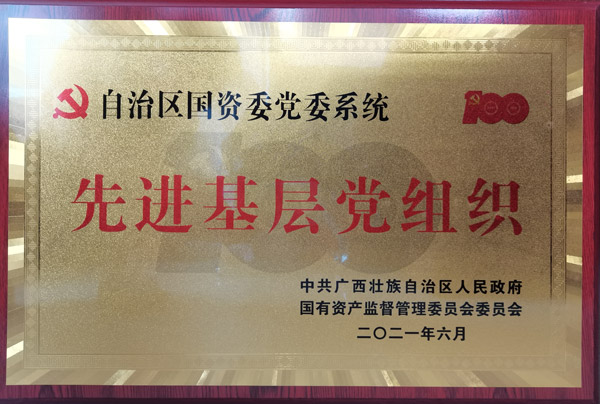 自治区国资委党委系统
100
先进基层党组织
中共广西壮族自治区人民政府
国有资产监督管理委员会委员会
二〇二一年六月